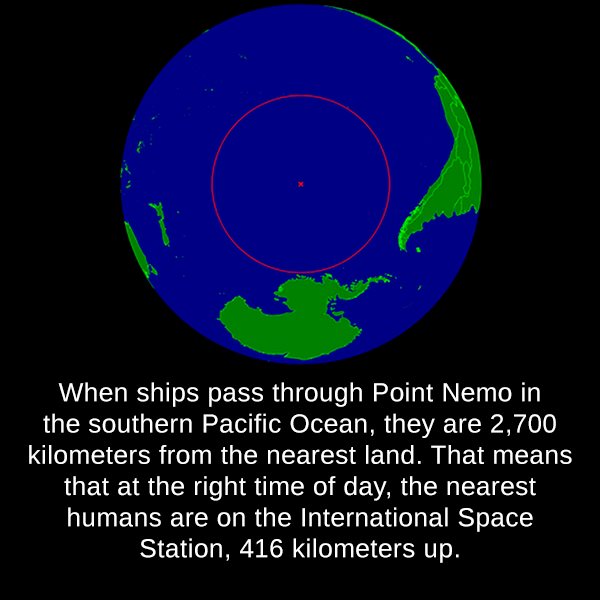 When ships pass through Point Nemo in
the southern Pacific Ocean, they are 2,700
kilometers from the nearest land. That means
that at the right time of day, the nearest
humans are on the International Space
Station, 416 kilometers up.